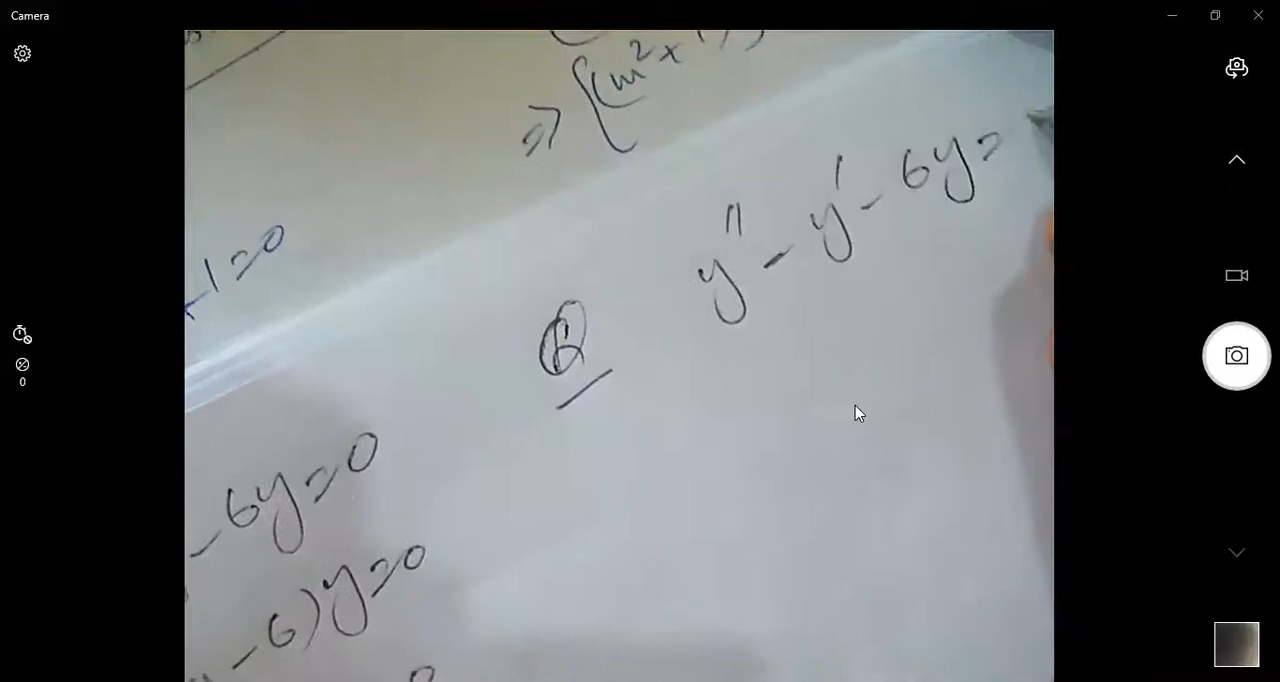 Camera
=> {(m²x
y'' - y' - 6y =
-1=0
Q
0
- 6y=0
- 6)y=0